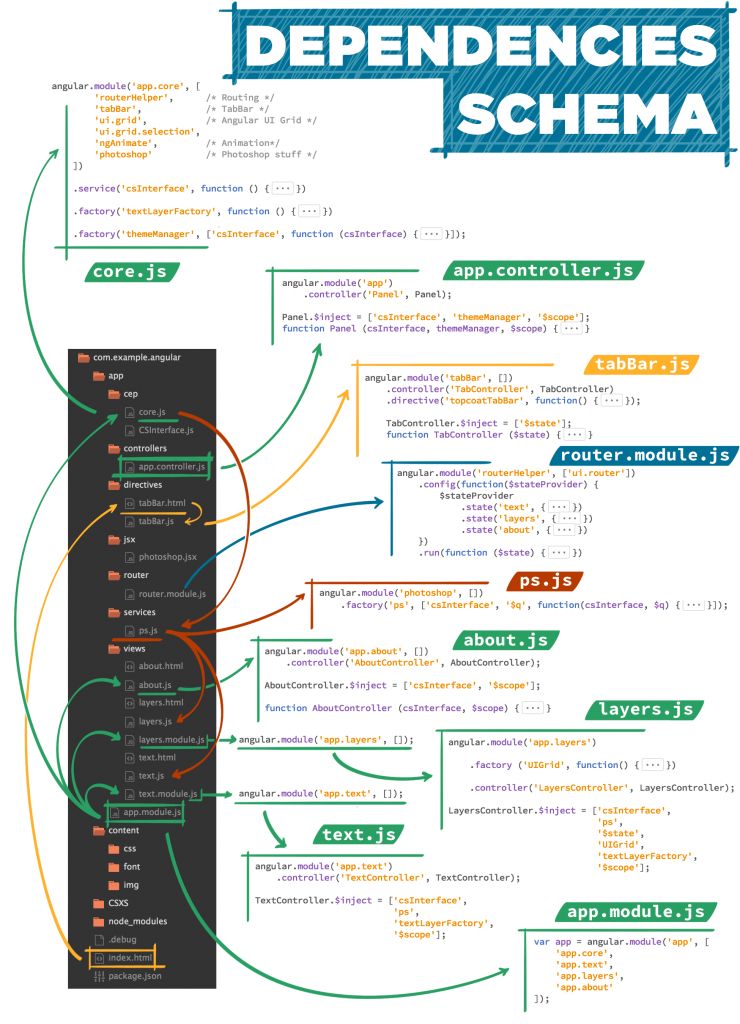 DEPENDENCIES
SCHEMA
angular.module('app.core', [
'routerHelper', /* Routing */
'tabBar', /* TabBar */
'ui.grid', /* Angular UI Grid */
'ui.grid.selection',
'ngAnimate', /* Animation*/
'photoshop' /* Photoshop stuff */
])
.service('csInterface', function () { ... })
.factory('textLayerFactory', function () { ... })
.factory('themeManager', ['csInterface', function (csInterface) { ... }]);
core.js
app.controller.js
angular.module('app')
.controller('Panel', Panel);
Panel.$inject = ['csInterface', 'themeManager', '$scope'];
function Panel (csInterface, themeManager, $scope) { ... }
tabBar.js
angular.module('tabBar', [])
.controller('TabController', TabController)
.directive('topcoatTabBar', function() { ... });
TabController.$inject = ['$state'];
function TabController ($state) { ... }
router.module.js
angular.module('routerHelper', ['ui.router'])
.config(function($stateProvider) {
$stateProvider
.state('text', { ... })
.state('layers', { ... })
.state('about', { ... })
})
.run(function ($state) { ... })
ps.js
angular.module('photoshop', [])
.factory('ps', ['csInterface', '$q', function(csInterface, $q) { ... }]);
about.js
angular.module('app.about', [])
.controller('AboutController', AboutController);
AboutController.$inject = ['csInterface', '$scope'];
function AboutController (csInterface, $scope) { ... }
layers.js
angular.module('app.layers', []);
angular.module('app.layers')
.factory ('UIGrid', function() { ... })
.controller('LayersController', LayersController);
LayersController.$inject = ['csInterface',
'ps',
'$state',
'UIGrid',
'textLayerFactory',
'$scope'];
angular.module('app.text', []);
text.js
angular.module('app.text')
.controller('TextController', TextController);
TextController.$inject = ['csInterface',
'ps',
'textLayerFactory',
'$scope'];
app.module.js
var app = angular.module('app', [
'app.core',
'app.text',
'app.layers',
'app.about'
]);
com.example.angular
app
cep
core.js
CSInterface.js
controllers
app.controller.js
directives
tabBar.html
tabBar.js
jsx
photoshop.jsx
router
router.module.js
services
ps.js
views
about.html
about.js
layers.html
layers.js
layers.module.js
text.html
text.js
text.module.js
app.module.js
content
css
font
img
CSXS
node_modules
.debug
index.html
package.json